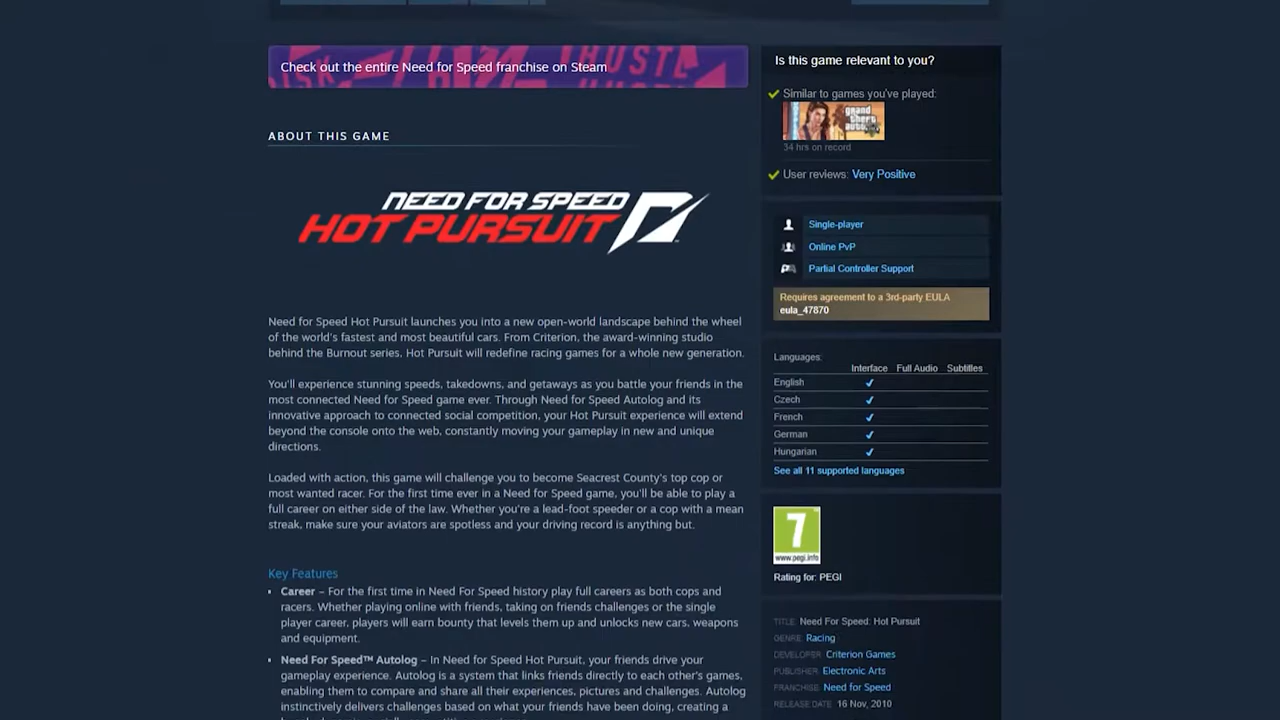 Check out the entire Need for Speed franchise on Steam
ABOUT THIS GAME
NEED FOR SPEED
HOT PURSUIT
Need for Speed Hot Pursuit launches you into a new open-world landscape behind the wheel
of the world's fastest and most beautiful cars. From Criterion, the award-winning studio
behind the Burnout series, Hot Pursuit will redefine racing games for a whole new generation.
You'll experience stunning speeds, takedowns, and getaways as you battle your friends in the
most connected Need for Speed game ever. Through Need for Speed Autolog and its
innovative approach to connected social competition, your Hot Pursuit experience will extend
beyond the console onto the web, constantly moving your gameplay in new and unique
directions.
Loaded with action, this game will challenge you to become Seacrest County's top cop or
most wanted racer. For the first time ever in a Need for Speed game, you'll be able to play a
full career on either side of the law. Whether you're a lead-foot speeder or a cop with a mean
streak, make sure your aviators are spotless and your driving record is anything but.
Key Features
Career – For the first time in Need For Speed history play full careers as both cops and
racers. Whether playing online with friends, taking on friends challenges or the single
player career, players will earn bounty that levels them up and unlocks new cars, weapons
and equipment.
Need For Speed™ Autolog – In Need for Speed Hot Pursuit, your friends drive your
gameplay experience. Autolog is a system that links friends directly to each other's games,
enabling them to compare and share all their experiences, pictures and challenges. Autolog
instinctively delivers challenges based on what your friends have been doing, creating a
Is this game relevant to you?
Similar to games you've played:
grand
theft
auto
34 hrs on record
User reviews: Very Positive
Single-player
Online PvP
Partial Controller Support
Requires agreement to a 3rd-party EULA
eula_47870
Languages:
Interface Full Audio Subtitles
English
Czech
French
German
Hungarian
See all 11 supported languages
7
www.pegi.info
Rating for: PEGI
TITLE: Need For Speed: Hot Pursuit
GENRE: Racing
DEVELOPER: Criterion Games
PUBLISHER: Electronic Arts
FRANCHISE: Need for Speed
RELEASE DATE: 16 Nov, 2010